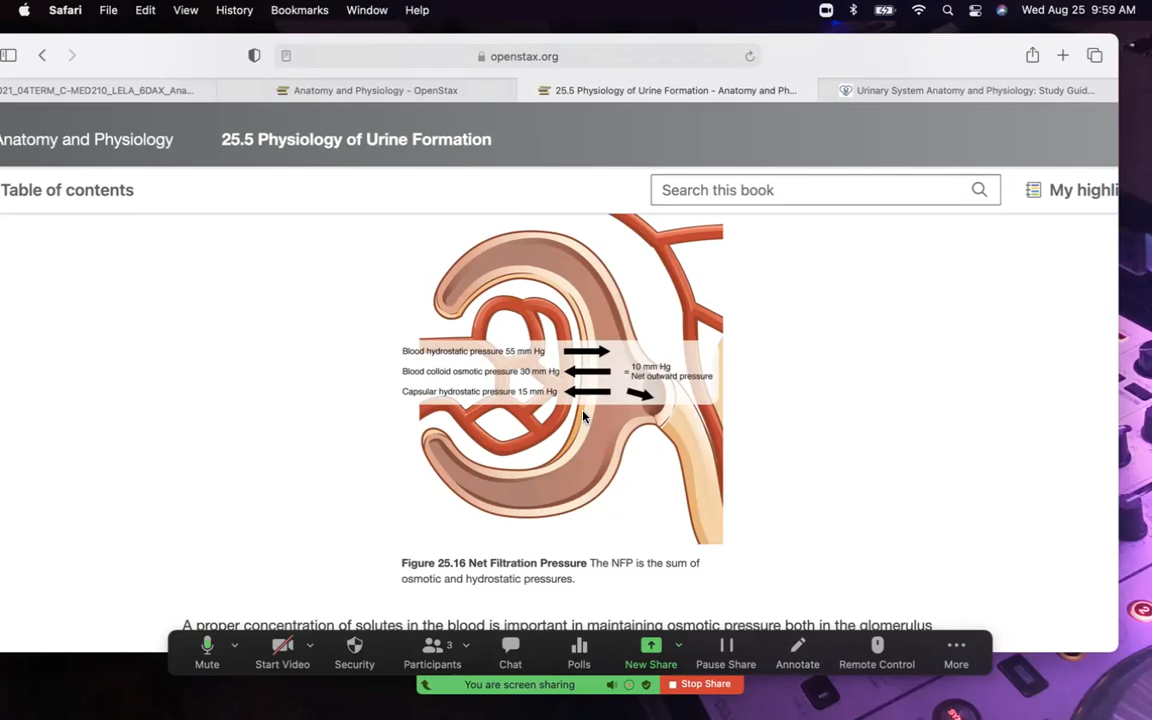 Safari File Edit View History Bookmarks Window Help Wed Aug 25 9:59 AM
openstax.org
021_04TERM_C-MED210_LELA_6DAX_Ana... Anatomy and Physiology - OpenStax 25.5 Physiology of Urine Formation - Anatomy and Ph... Urinary System Anatomy and Physiology: Study Guid...
Anatomy and Physiology 25.5 Physiology of Urine Formation
Table of contents Search this book My highli
Blood hydrostatic pressure 55 mm Hg
Blood colloid osmotic pressure 30 mm Hg
Capsular hydrostatic pressure 15 mm Hg
= 10 mm Hg
Net outward pressure
Figure 25.16 Net Filtration Pressure The NFP is the sum of
osmotic and hydrostatic pressures.
A proper concentration of solutes in the blood is important in maintaining osmotic pressure both in the glomerulus
3
Mute Start Video Security Participants Chat Polls New Share Pause Share Annotate Remote Control More
You are screen sharing Stop Share